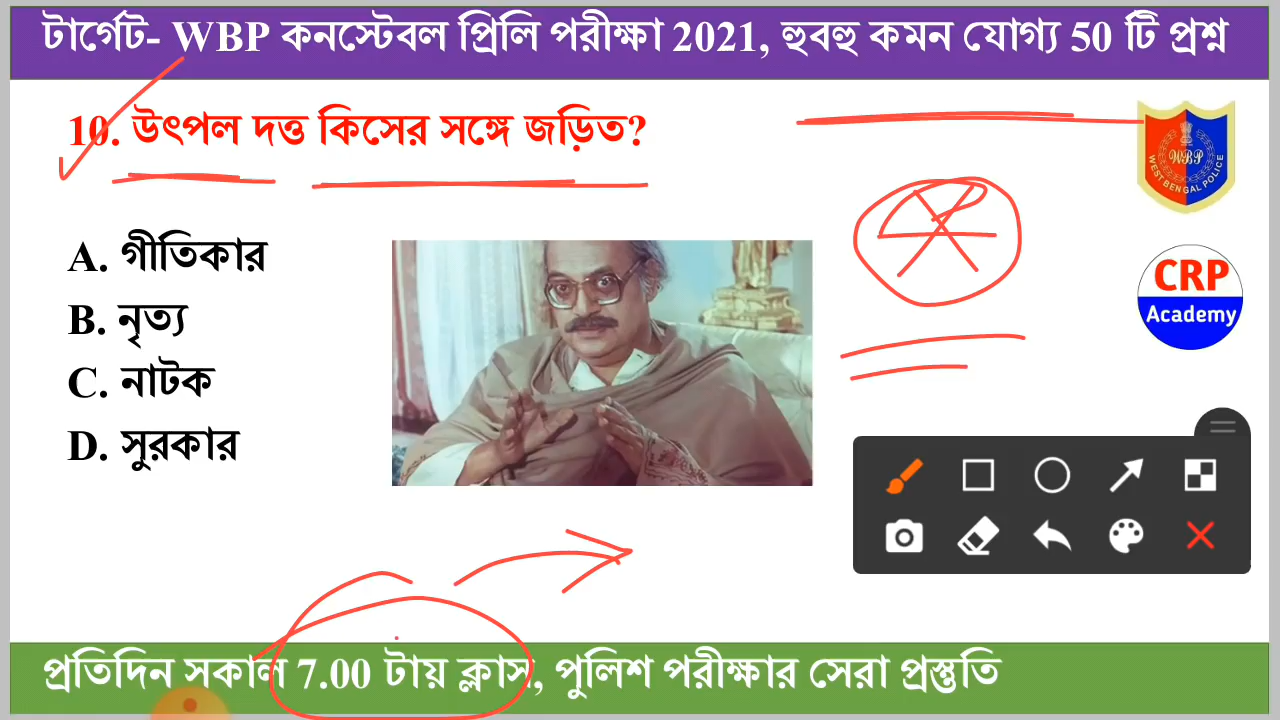 টার্গেট- WBP কনস্টেবল প্রিলি পরীক্ষা 2021, হুবহু কমন যোগ্য 50 টি প্রশ্ন
10. উৎপল দত্ত কিসের সঙ্গে জড়িত?
A. গীতিকার
B. নৃত্য
C. নাটক
D. সুরকার
WBP
WEST BENGAL POLICE
CRP
Academy
প্রতিদিন সকাল 7.00 টায় ক্লাস, পুলিশ পরীক্ষার সেরা প্রস্তুতি